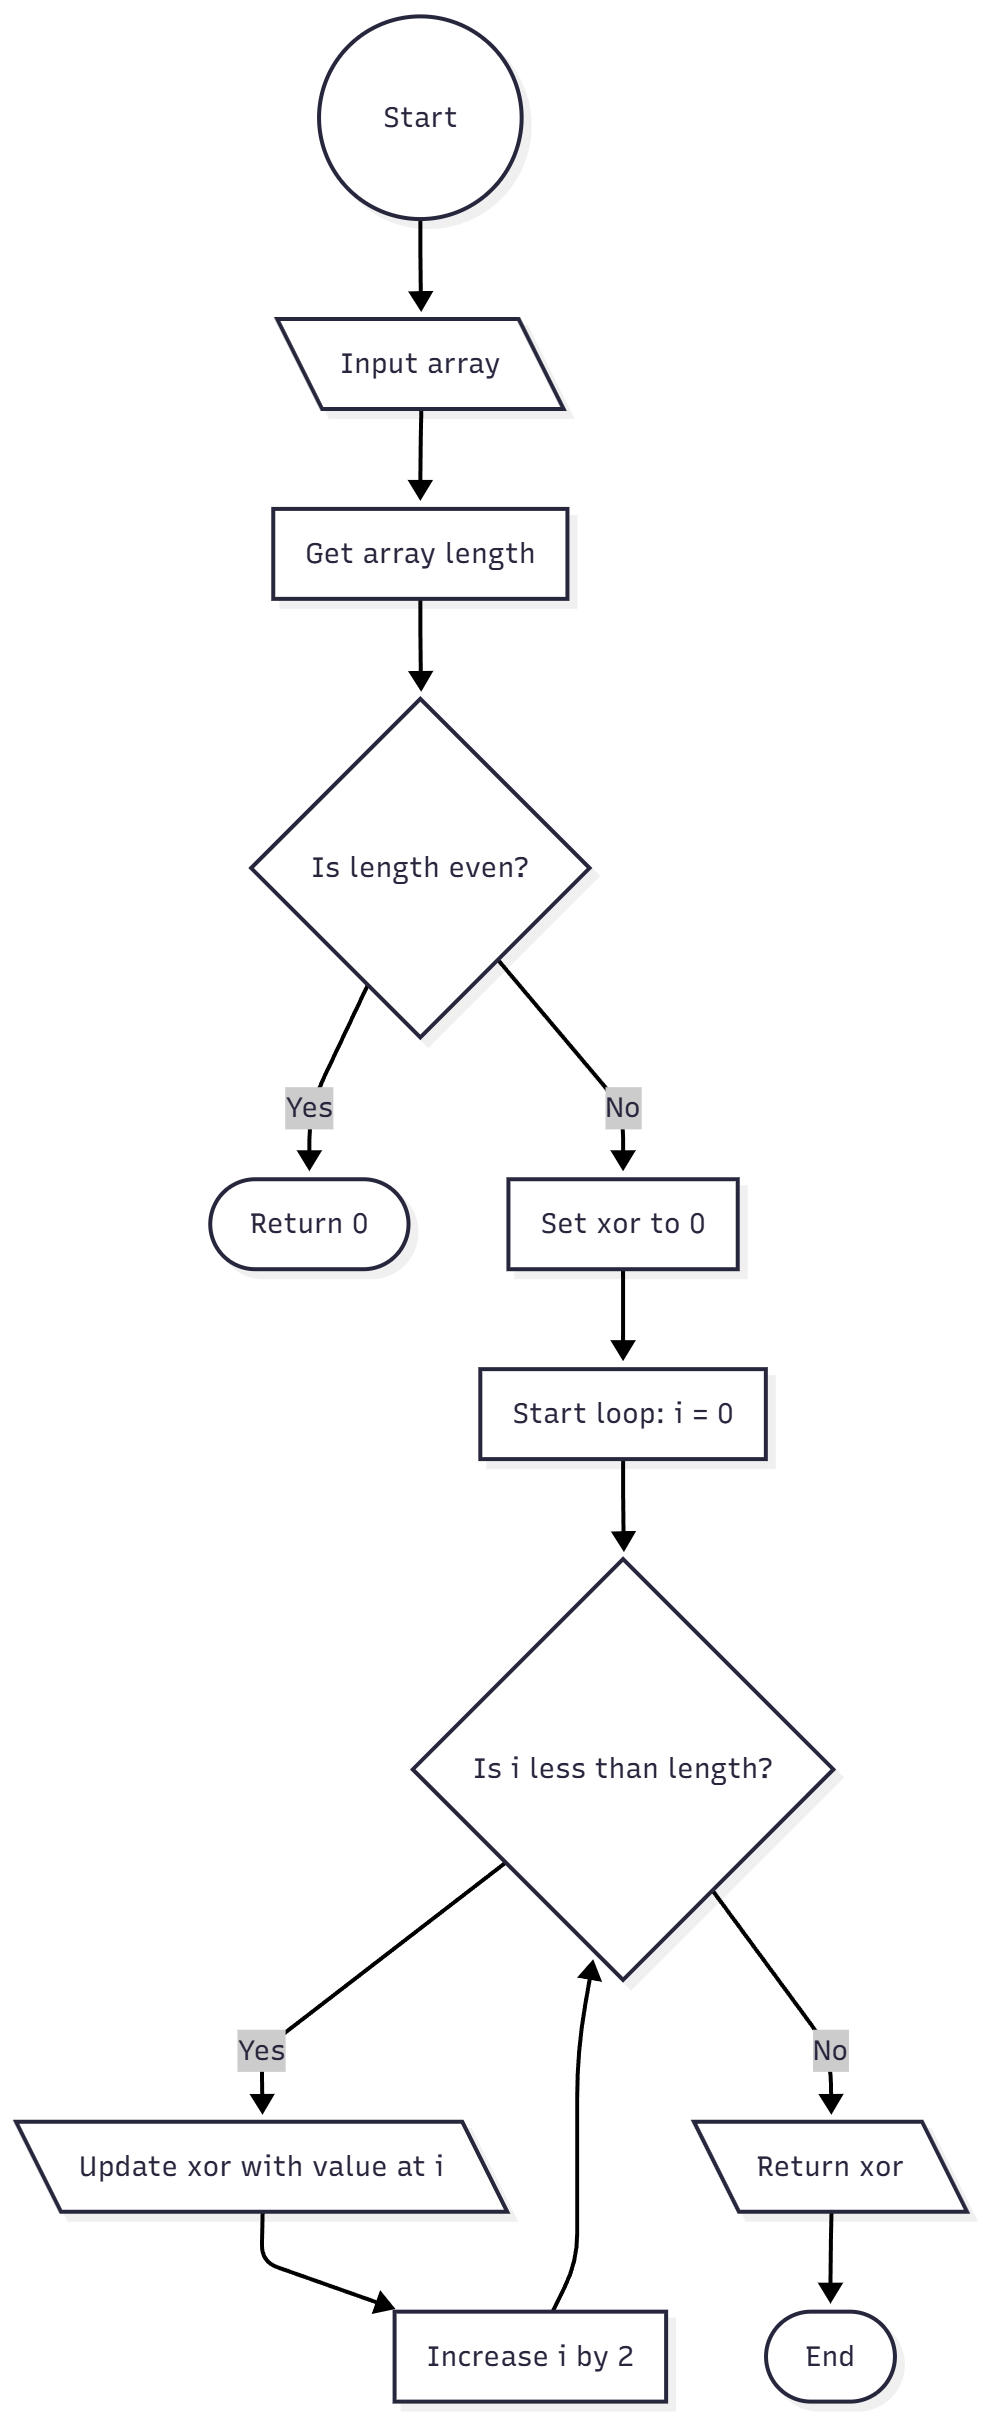 Start
Input array
Get array length
Is length even?
Yes
No
Return 0
Set xor to 0
Start loop: i = 0
Is i less than length?
Yes
No
Update xor with value at i
Return xor
Increase i by 2
End